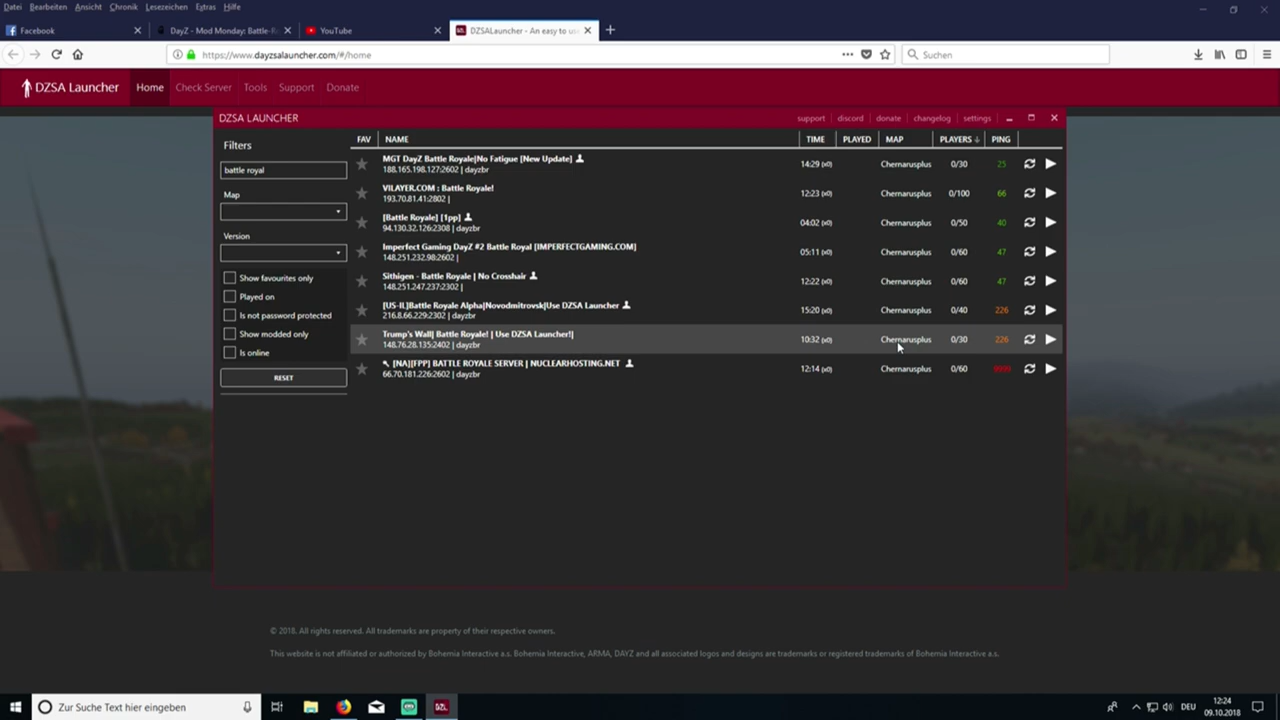 Datei Bearbeiten Ansicht Chronik Lesezeichen Extras Hilfe
Facebook DayZ - Mod Monday: Battle-R YouTube DZSALauncher - An easy to us
https://www.dayzsalauncher.com/#/home Suchen
DZSA Launcher Home Check Server Tools Support Donate
DZSA LAUNCHER support discord donate changelog settings
Filters FAV NAME TIME PLAYED MAP PLAYERS PING
battle royal
Map
Version
Show favourites only
Played on
Is not password protected
Show modded only
Is online
RESET
MGT DayZ Battle Royale|No Fatigue [New Update] 14:29 (x0) Chernarusplus 0/30 25
188.165.198.127:2602 | dayzbr
VILAYER.COM : Battle Royale! 12:23 (x0) Chernarusplus 0/100 66
193.70.81.41:2802 |
[Battle Royale] [1pp] 04:02 (x0) Chernarusplus 0/50 40
94.130.32.126:2308 | dayzbr
Imperfect Gaming DayZ #2 Battle Royal [IMPERFECTGAMING.COM] 05:11 (x0) Chernarusplus 0/60 47
148.251.232.98:2602 |
Sithigen - Battle Royale | No Crosshair 12:22 (x0) Chernarusplus 0/60 47
148.251.247.237:2302 |
[US-IL]Battle Royale Alpha|Novodmitrovsk|Use DZSA Launcher 15:20 (x0) Chernarusplus 0/40 226
216.8.66.229:2302 | dayzbr
Trump's Wall| Battle Royale! | Use DZSA Launcher!| 10:32 (x0) Chernarusplus 0/30 226
148.76.28.135:2402 | dayzbr
[NA][FPP] BATTLE ROYALE SERVER | NUCLEARHOSTING.NET 12:14 (x0) Chernarusplus 0/60 9999
66.70.181.226:2602 | dayzbr
© 2018. All rights reserved. All trademarks are property of their respective owners.
This website is not affiliated or authorized by Bohemia Interactive a.s. Bohemia Interactive, ARMA, DAYZ and all associated logos and designs are trademarks or registered trademarks of Bohemia Interactive a.s.
Zur Suche Text hier eingeben DZL DEU 12:24
09.10.2018